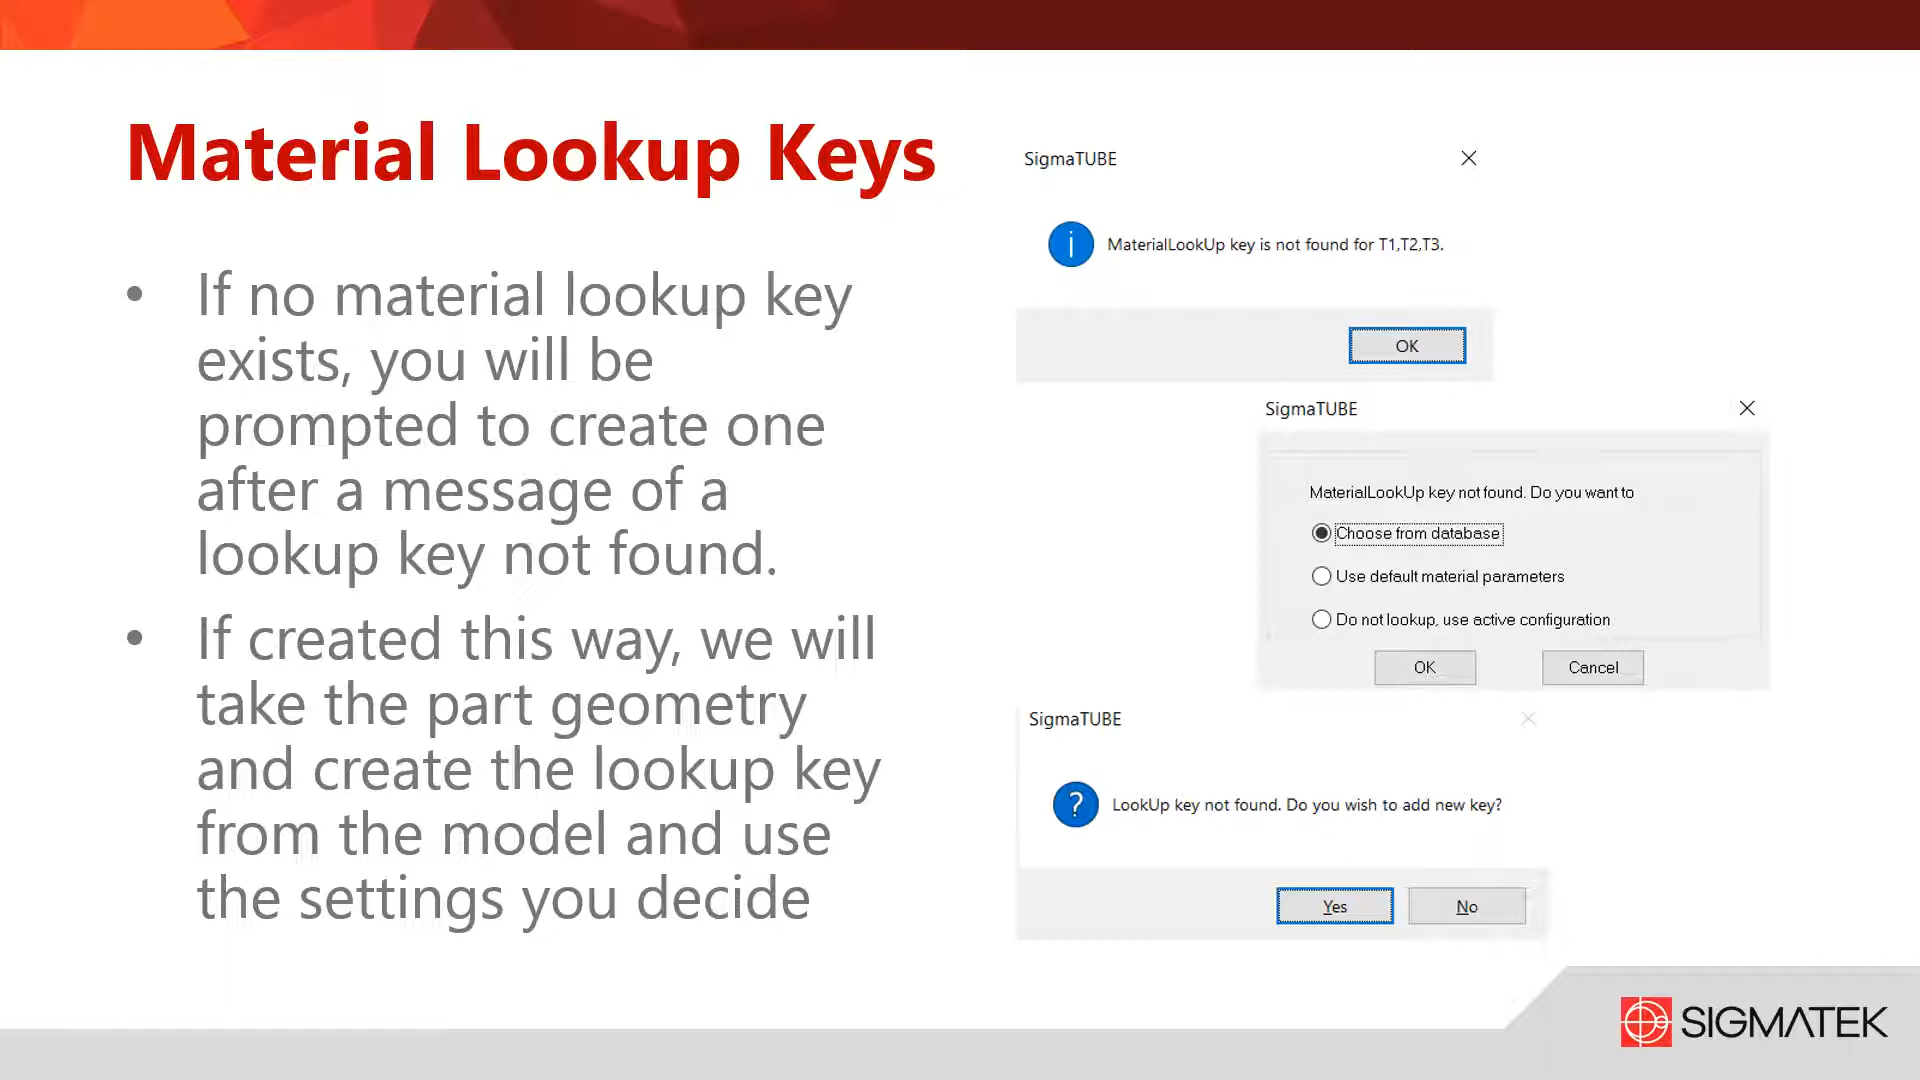 Material Lookup Keys
• If no material lookup key
exists, you will be
prompted to create one
after a message of a
lookup key not found.
• If created this way, we will
take the part geometry
and create the lookup key
from the model and use
the settings you decide
SigmaTUBE
MaterialLookUp key is not found for T1,T2,T3.
OK
SigmaTUBE
MaterialLookUp key not found. Do you want to
Choose from database
Use default material parameters
Do not lookup, use active configuration
OK Cancel
SigmaTUBE
LookUp key not found. Do you wish to add new key?
Yes No
SIGMATEK